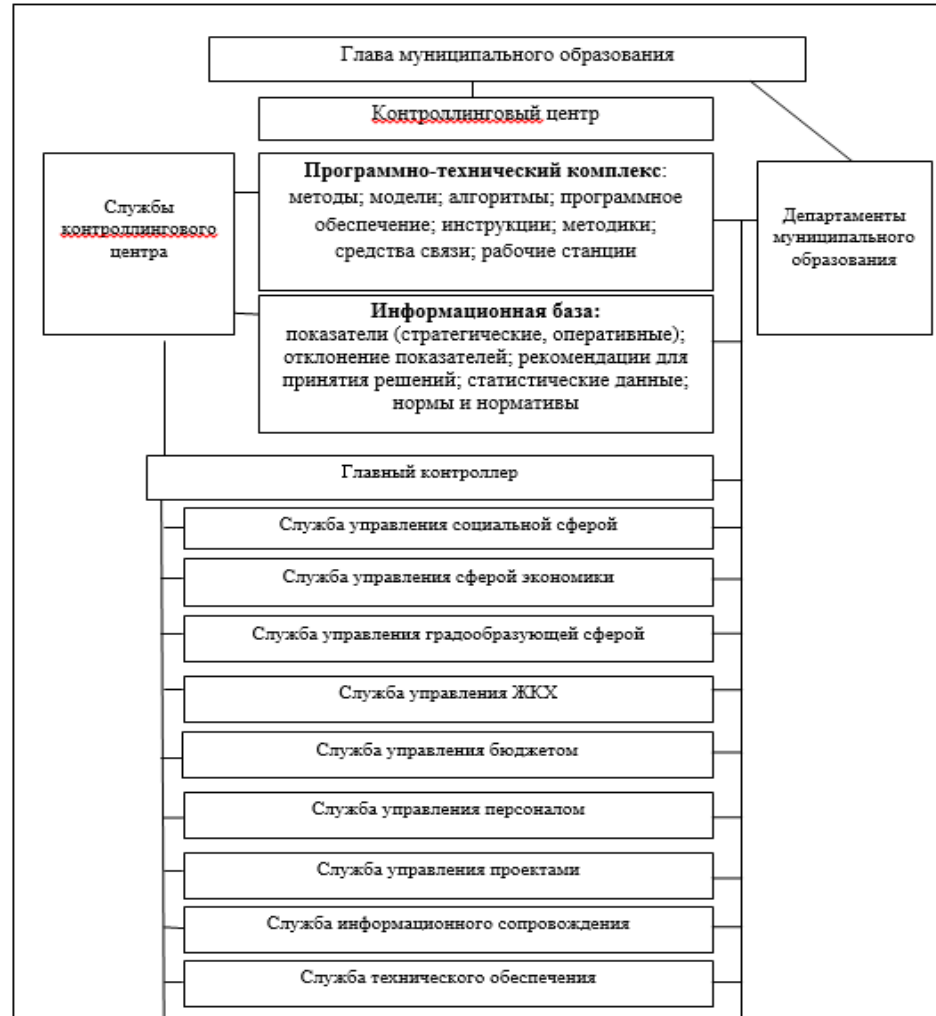 Глава муниципального образования
Контроллинговый центр
Службы
контроллингового
центра
Программно-технический комплекс:
методы; модели; алгоритмы; программное
обеспечение; инструкции; методики;
средства связи; рабочие станции
Департаменты
муниципального
образования
Информационная база:
показатели (стратегические, оперативные);
отклонение показателей; рекомендации для
принятия решений; статистические данные;
нормы и нормативы
Главный контроллер
Служба управления социальной сферой
Служба управления сферой экономики
Служба управления градообразующей сферой
Служба управления ЖКХ
Служба управления бюджетом
Служба управления персоналом
Служба управления проектами
Служба информационного сопровождения
Служба технического обеспечения